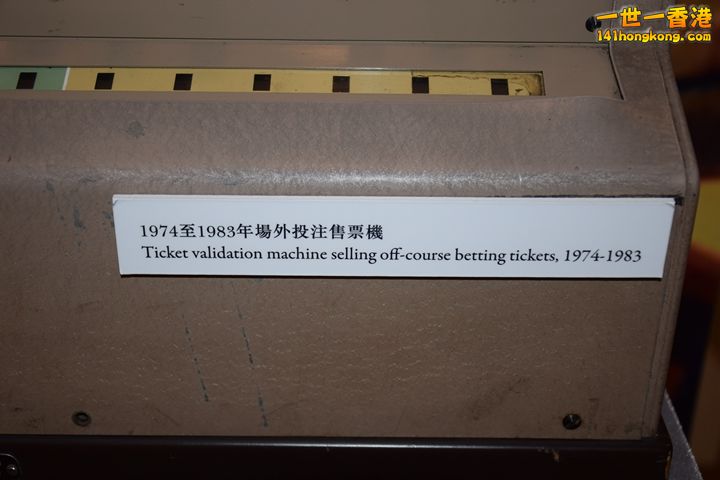 一世一香港
141hongkong.com
1974至1983年場外投注售票機
Ticket validation machine selling off-course betting tickets, 1974-1983